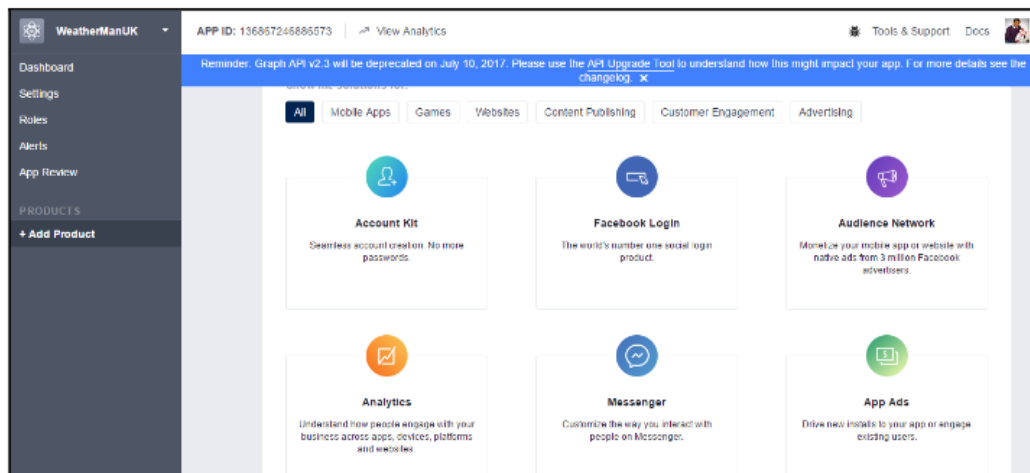 WeatherManUK
APP ID: 136867246886573
View Analytics
Tools & Support
Docs
Reminder: Graph API v2.3 will be deprecated on July 10, 2017. Please use the API Upgrade Tool to understand how this might impact your app. For more details see the
changelog. ×
Dashboard
Settings
Roles
Alerts
App Review
PRODUCTS
+ Add Product
Show me solutions for:
All
Mobile Apps
Games
Websites
Content Publishing
Customer Engagement
Advertising
Account Kit
Seamless account creation. No more
passwords.
Facebook Login
The world's number one social login
product.
Audience Network
Monetize your mobile app or website with
native ads from 3 million Facebook
advertisers.
Analytics
Understand how people engage with your
business across apps, devices, platforms
and websites.
Messenger
Customize the way you interact with
people on Messenger.
App Ads
Drive new installs to your app or engage
existing users.